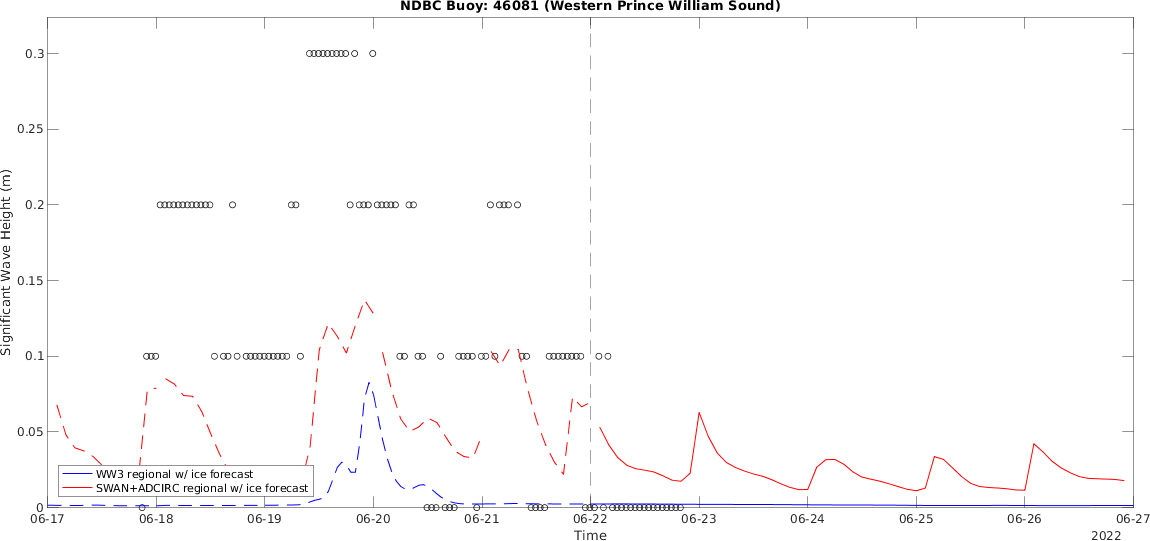 NDBC Buoy: 46081 (Western Prince William Sound)
Significant Wave Height (m)
0.3
0.25
0.2
0.15
0.1
0.05
0
WW3 regional w/ ice forecast
SWAN+ADCIRC regional w/ ice forecast
06-17 06-18 06-19 06-20 06-21 06-22 06-23 06-24 06-25 06-26 06-27
Time
2022